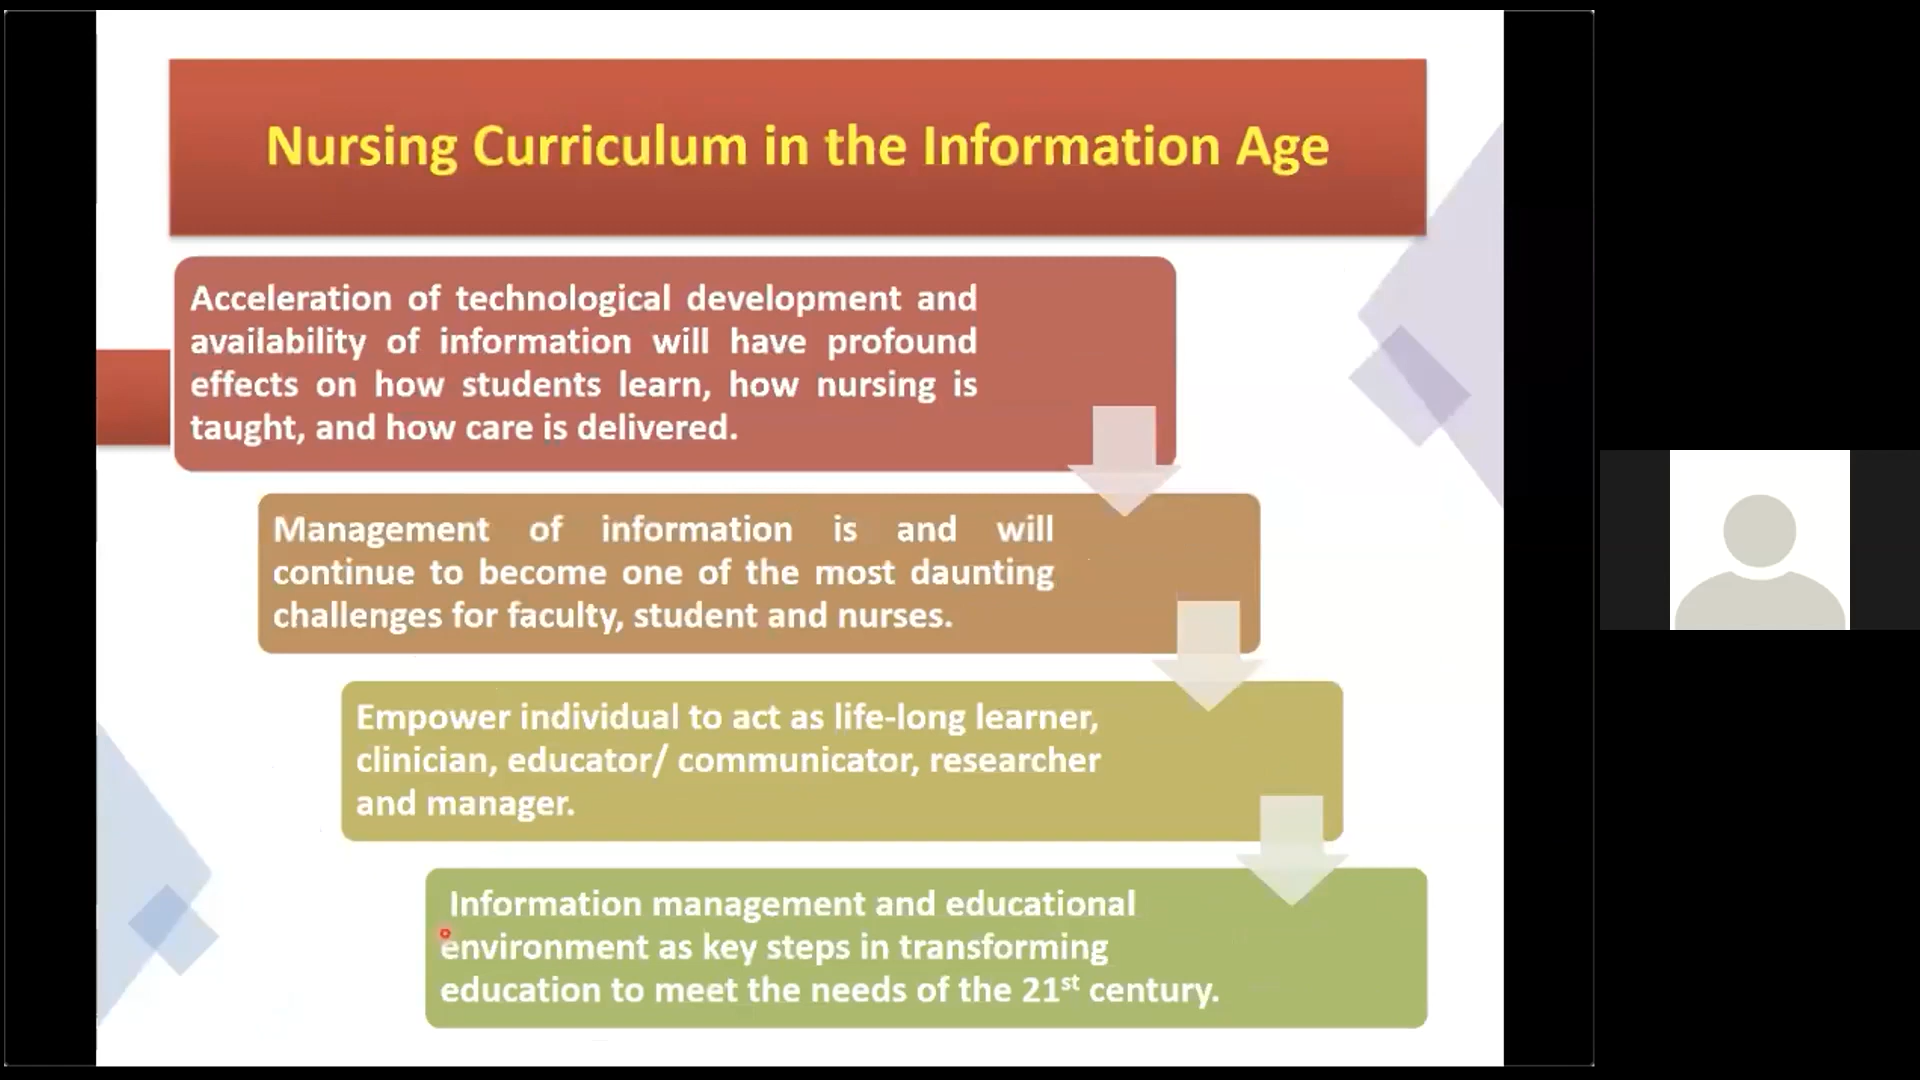 Nursing Curriculum in the Information Age
Acceleration of technological development and
availability of information will have profound
effects on how students learn, how nursing is
taught, and how care is delivered.
Management of information is and will
continue to become one of the most daunting
challenges for faculty, student and nurses.
Empower individual to act as life-long learner,
clinician, educator/ communicator, researcher
and manager.
Information management and educational
environment as key steps in transforming
education to meet the needs of the 21st century.